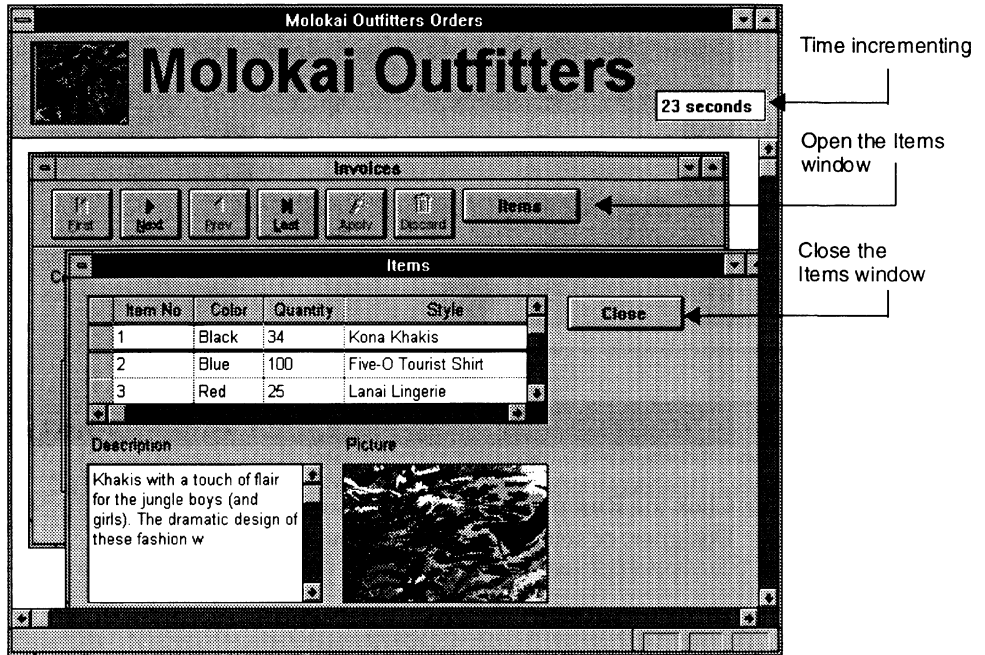 Molokai Outfitters Orders
Molokai Outfitters
23 seconds
Time incrementing
Open the Items
window
Invoices
First Next Prev Last Apply Discard Items
Close the
Items window
Items
Item No Color Quantity Style
Close
1 Black 34 Kona Khakis
2 Blue 100 Five-O Tourist Shirt
3 Red 25 Lanai Lingerie
Description Picture
Khakis with a touch of flair
for the jungle boys (and
girls). The dramatic design of
these fashion w